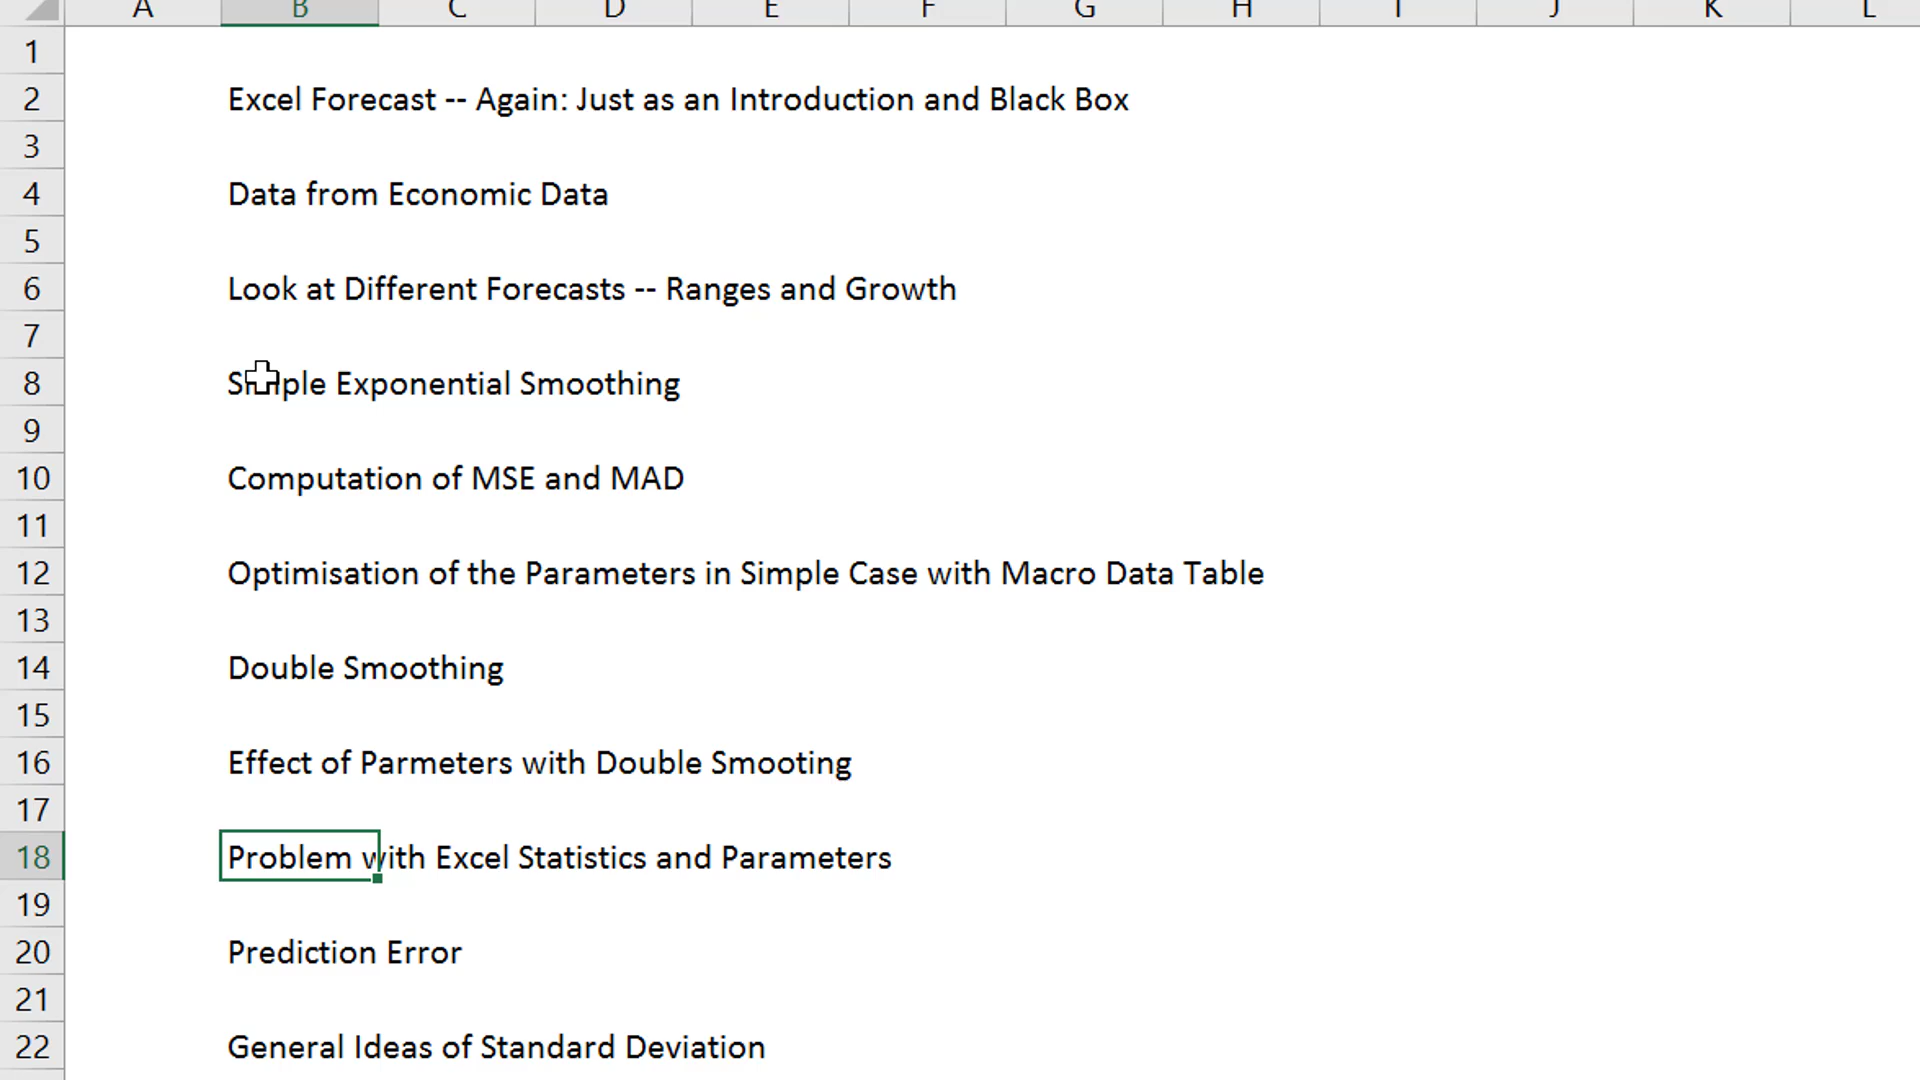 A B C D E F G H I J K L
1
2 Excel Forecast -- Again: Just as an Introduction and Black Box
3
4 Data from Economic Data
5
6 Look at Different Forecasts -- Ranges and Growth
7
8 Simple Exponential Smoothing
9
10 Computation of MSE and MAD
11
12 Optimisation of the Parameters in Simple Case with Macro Data Table
13
14 Double Smoothing
15
16 Effect of Parmeters with Double Smooting
17
18 Problem with Excel Statistics and Parameters
19
20 Prediction Error
21
22 General Ideas of Standard Deviation